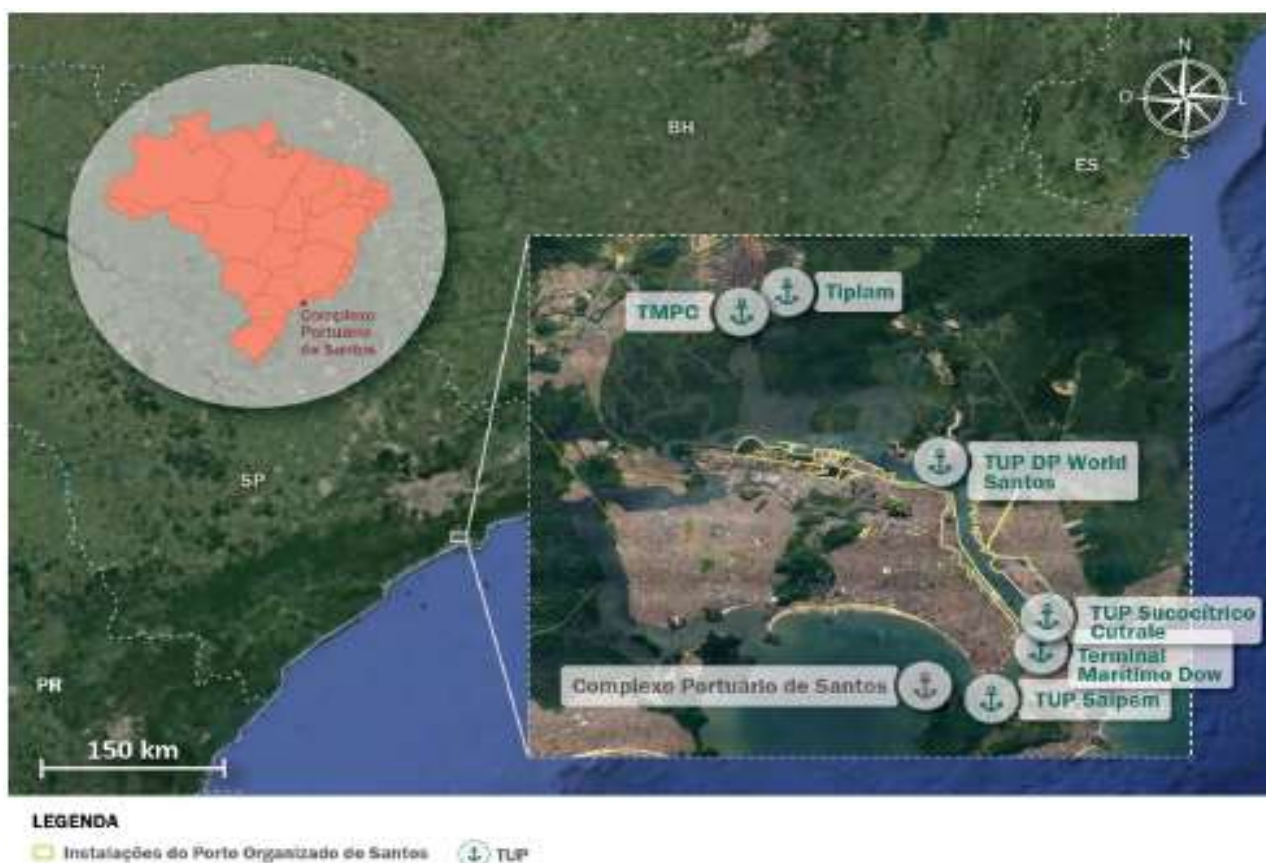 N
O
L
S
BH
ES
Complexo
Portuário
de Santos
TMPC
Tiplam
TUP DP World
Santos
SP
TUP Sucocítrico
Cutrale
Terminal
Marítimo Dow
Complexo Portuário de Santos
TUP Saipem
PR
150 km
LEGENDA
Instalações do Porto Organizado de Santos
TUP